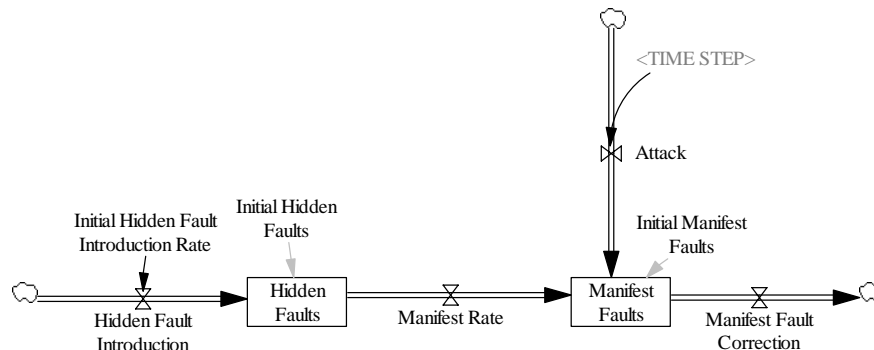 <TIME STEP>
Attack
Initial Hidden Fault
Introduction Rate
Initial Hidden
Faults
Initial Manifest
Faults
Hidden
Faults
Manifest
Faults
Hidden Fault
Introduction
Manifest Rate
Manifest Fault
Correction